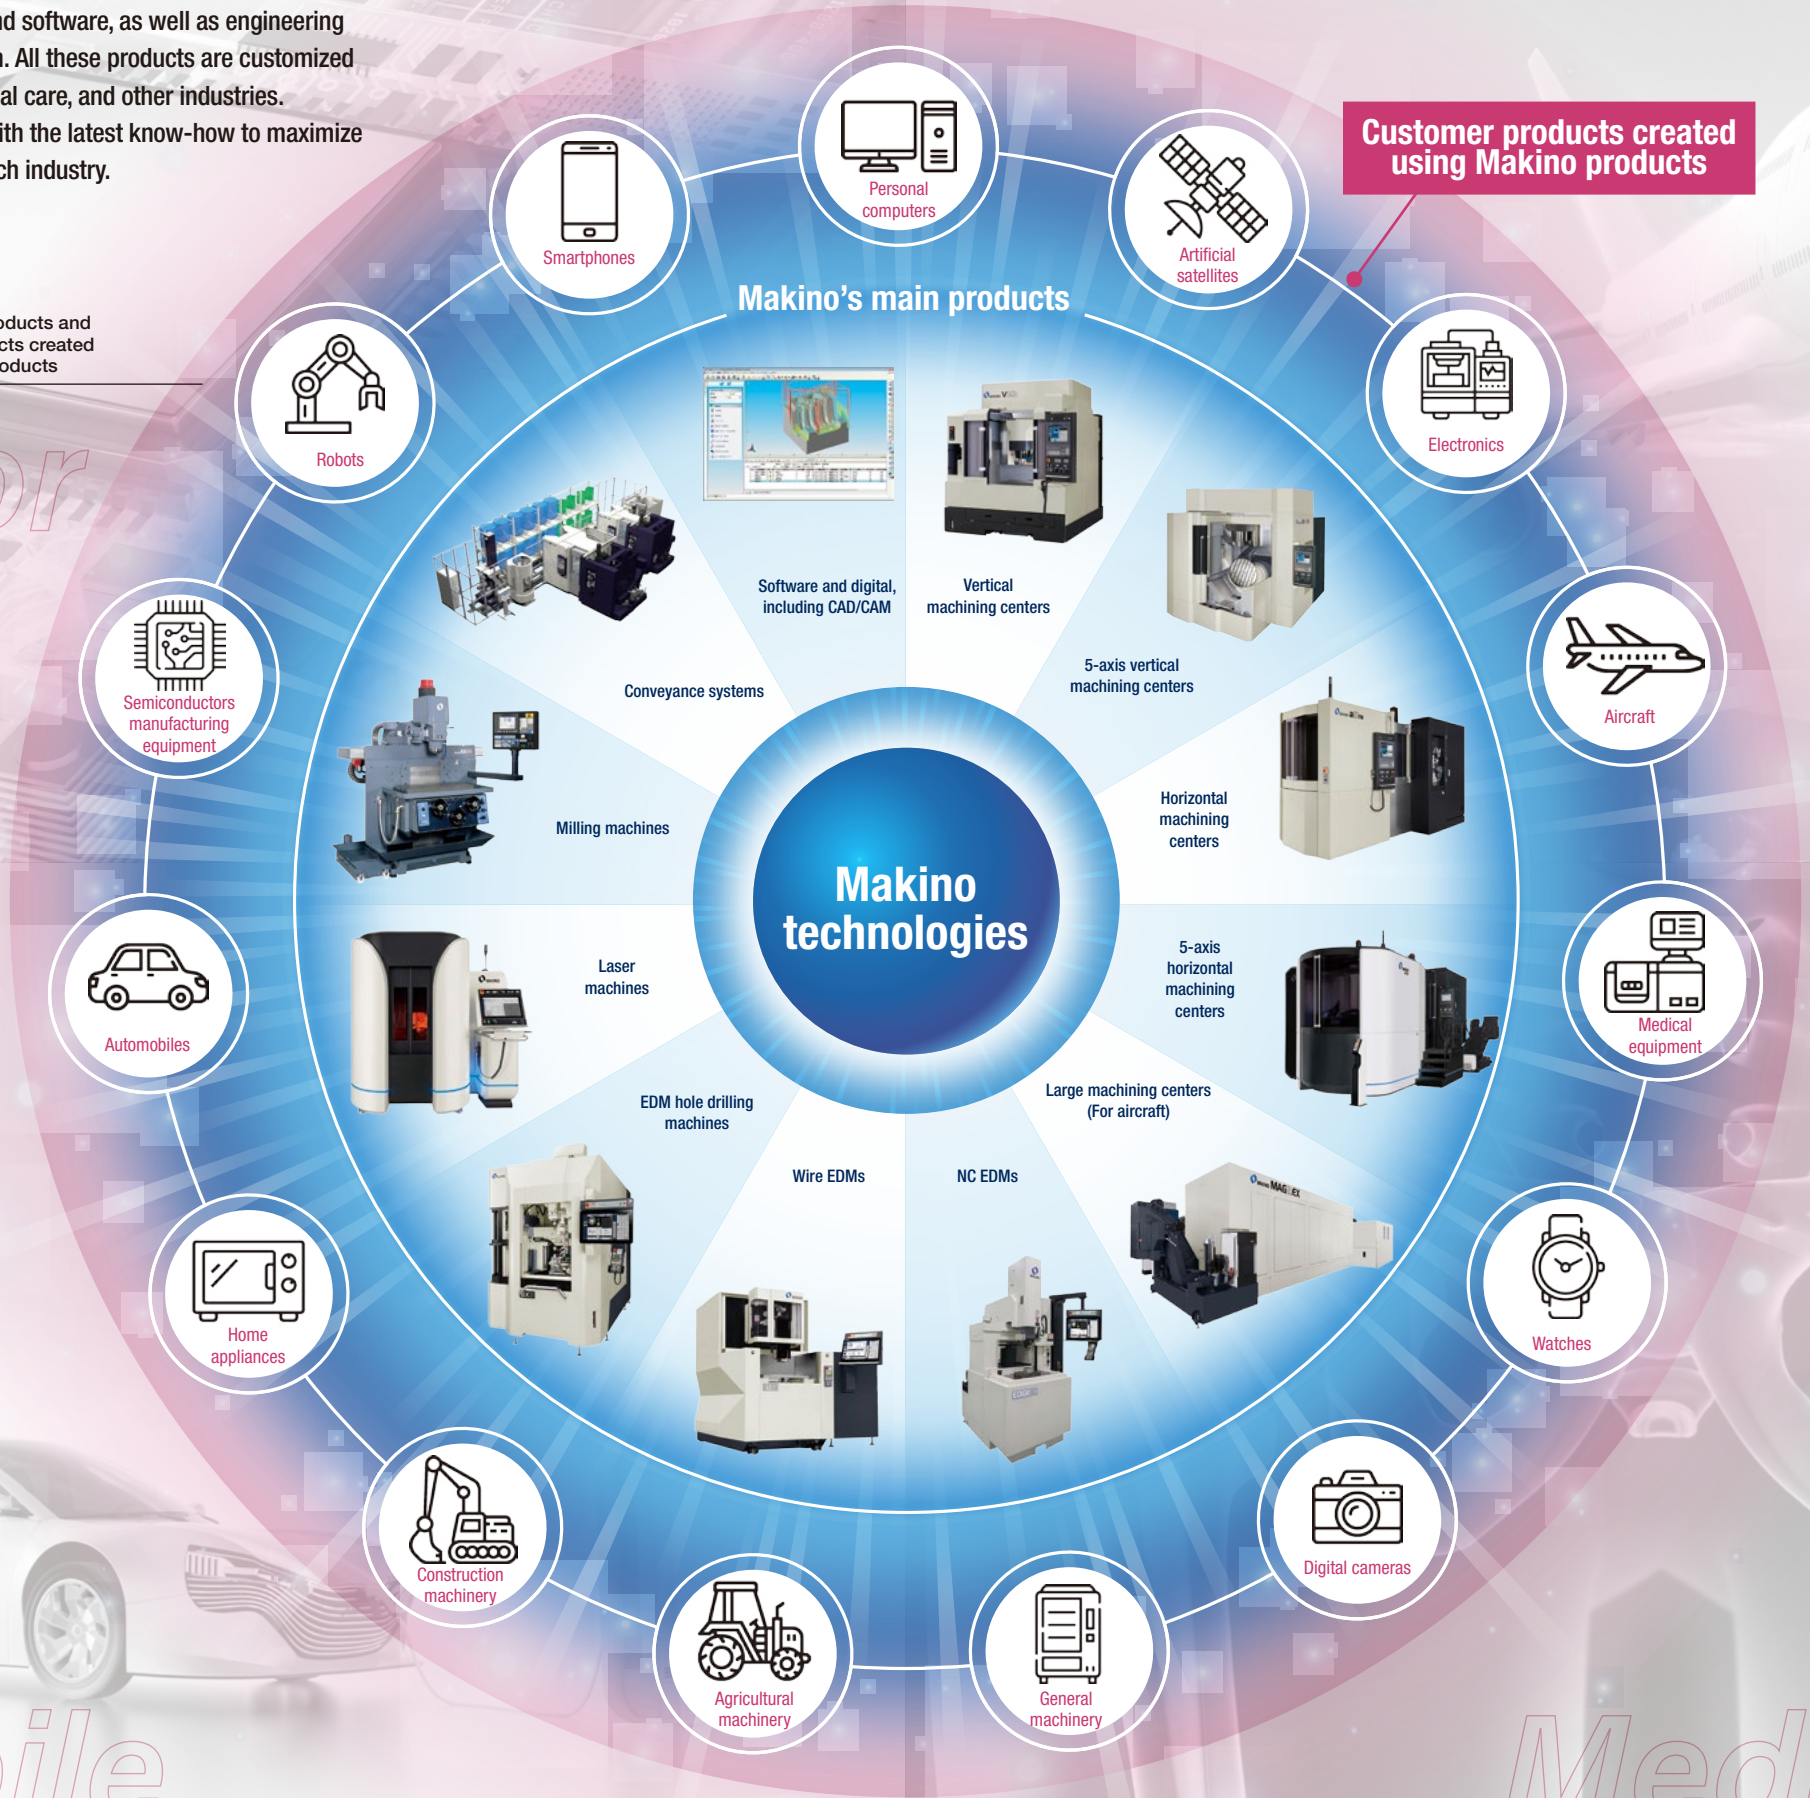 nd software, as well as engineering
n. All these products are customized
al care, and other industries.
ith the latest know-how to maximize
ch industry.
oducts and
cts created
oducts
Customer products created
using Makino products
Personal
computers
Artificial
satellites
Smartphones
Electronics
Robots
Aircraft
Semiconductors
manufacturing
equipment
Medical
equipment
Automobiles
Watches
Home
appliances
Digital cameras
Construction
machinery
General
machinery
Agricultural
machinery
Makino's main products
Software and digital,
including CAD/CAM
Vertical
machining centers
5-axis vertical
machining centers
Conveyance systems
Horizontal
machining
centers
Milling machines
5-axis
horizontal
machining
centers
Laser
machines
Large machining centers
(For aircraft)
EDM hole drilling
machines
Wire EDMs
NC EDMs
Makino
technologies
or
ile
Med